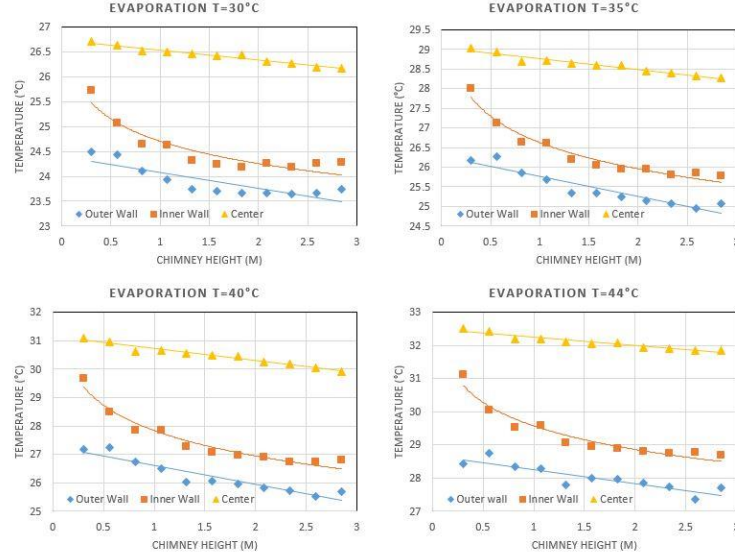 EVAPORATION T=30°C
27
26.5
26
25.5
25
24.5
24
23.5
23
TEMPERATURE (°C)
Outer Wall Inner Wall Center
0 0.5 1 1.5 2 2.5 3
CHIMNEY HEIGHT (M)
EVAPORATION T=35°C
29.5
29
28.5
28
27.5
27
26.5
26
25.5
25
24.5
TEMPERATURE (°C)
Outer Wall Inner Wall Center
0 0.5 1 1.5 2 2.5 3
CHIMNEY HEIGHT (M)
EVAPORATION T=40°C
32
31
30
29
28
27
26
25
TEMPERATURE (°C)
Outer Wall Inner Wall Center
0 0.5 1 1.5 2 2.5 3
CHIMNEY HEIGHT (M)
EVAPORATION T=44°C
33
32
31
30
29
28
27
TEMPERATURE (°C)
Outer wall Inner Wall Center
0 0.5 1 1.5 2 2.5 3
CHIMNEY HEIGHT (M)